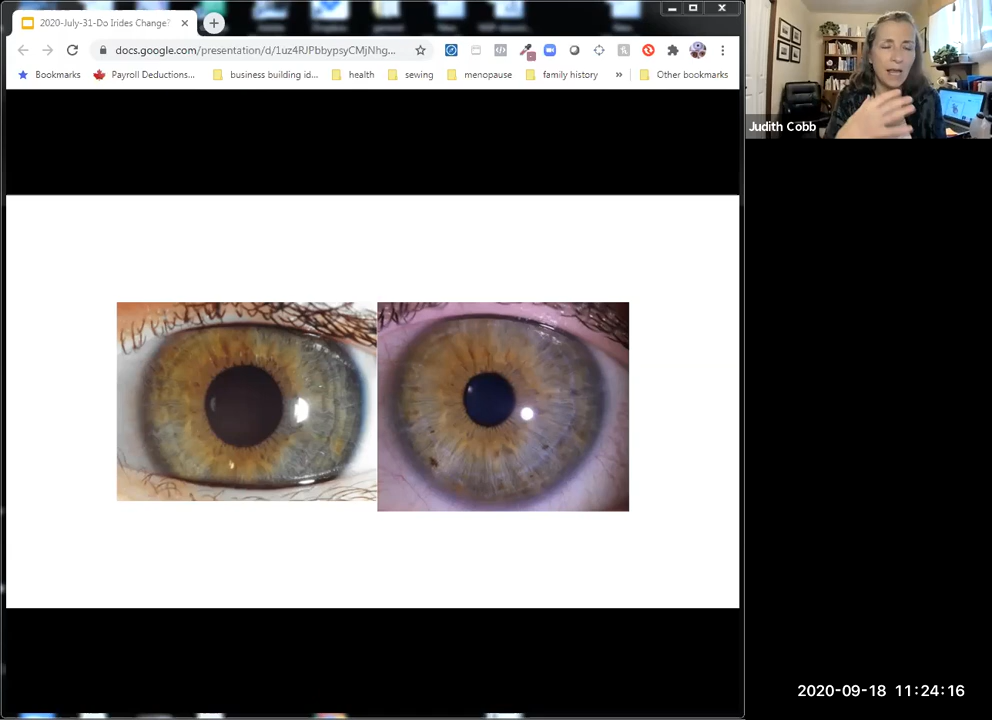 2020-July-31-Do Irides Change?
docs.google.com/presentation/d/1uz4RJPbbypsyCMjNhg...
Bookmarks
Payroll Deductions...
business building id...
health
sewing
menopause
family history
»
Other bookmarks
Judith Cobb
2020-09-18 11:24:16